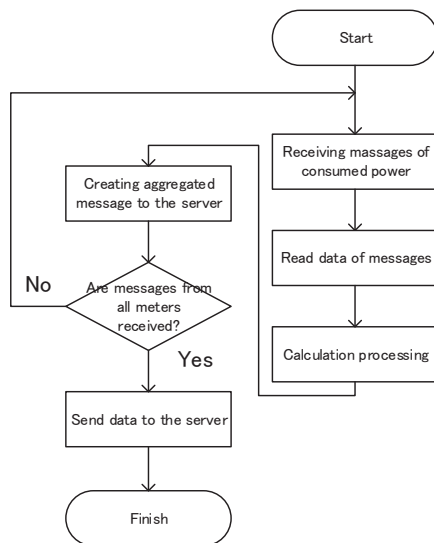 Start
Receiving massages of
consumed power
Read data of messages
Calculation processing
Creating aggregated
message to the server
Are messages from
all meters
received?
No
Yes
Send data to the server
Finish